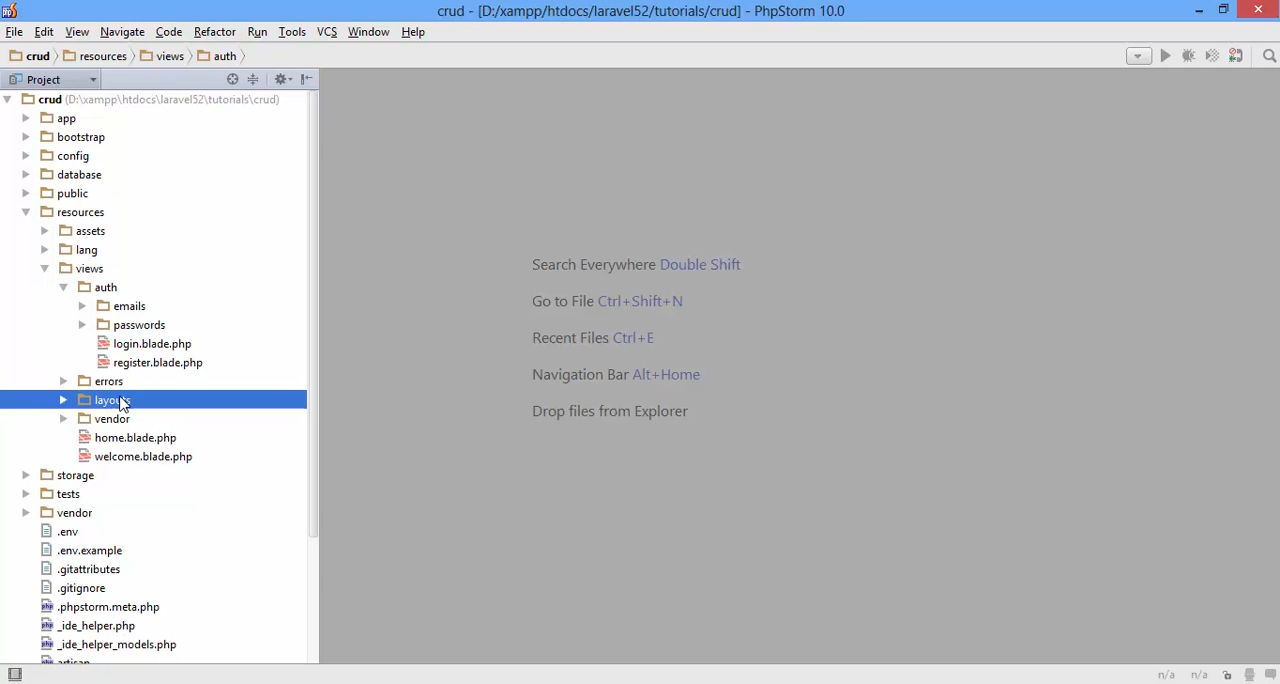 crud - [D:/xampp/htdocs/laravel52/tutorials/crud] - PhpStorm 10.0
File Edit View Navigate Code Refactor Run Tools VCS Window Help
crud resources views auth
Project
crud (D:\xampp\htdocs\laravel52\tutorials\crud)
app
bootstrap
config
database
public
resources
assets
lang
views
auth
emails
passwords
login.blade.php
register.blade.php
errors
layouts
vendor
home.blade.php
welcome.blade.php
storage
tests
vendor
.env
.env.example
.gitattributes
.gitignore
.phpstorm.meta.php
_ide_helper.php
_ide_helper_models.php
artisan
Search Everywhere Double Shift
Go to File Ctrl+Shift+N
Recent Files Ctrl+E
Navigation Bar Alt+Home
Drop files from Explorer
n/a n/a